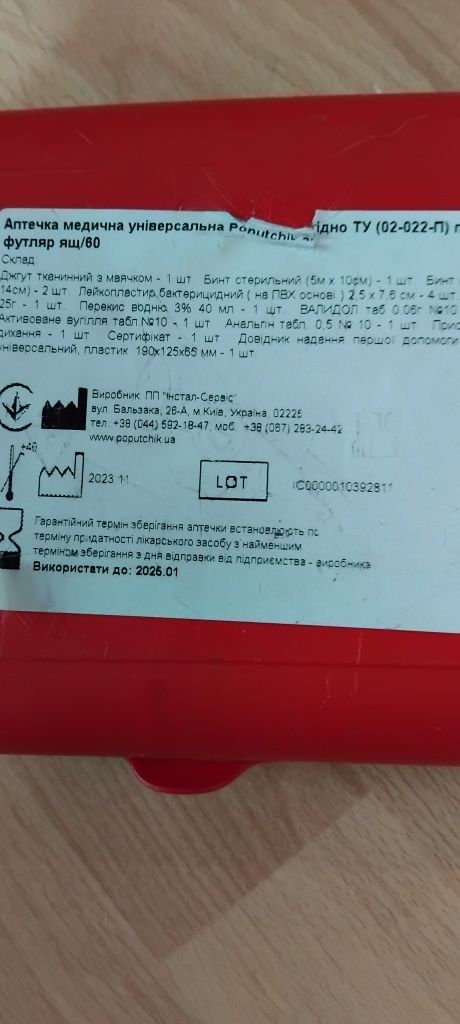 Аптечка медична універсальна Poputchik згідно ТУ (02-022-П)
футляр ящ/60
Склад:
Джгут тканинний з маячком - 1 шт. Бинт стерильний (5м х 10см) - 1 шт. Бинт
14см) - 2 шт. Лейкопластир бактерицидний ( на ПВХ основі ) 2,5 х 7,6 см - 4 шт
25г - 1 шт. Перекис водню 3% 40 мл - 1 шт. ВАЛИДОЛ таб 0.06г №10
Активоване вугілля табл.№10 - 1 шт. Анальгін табл. 0,5 № 10 - 1 шт.
дихання - 1 шт. Сертифікат - 1 шт. Довідник надання першої допомоги
універсальний, пластик 190х125х65 мм - 1 шт
Виробник: ПП "Інстал-Сервіс"
вул. Бальзака, 26-А, м.Київ, Україна, 02225
тел. +38 (044) 592-18-47, моб. +38 (067) 283-24-42
www.poputchik.ua
+40
2023.11
LOT
IC0000010392811
Гарантійний термін зберігання аптечки встановлюють по
терміну придатності лікарського засобу з найменшим
терміном зберігання з дня відправки від підприємства - виробника
Використати до: 2025.01